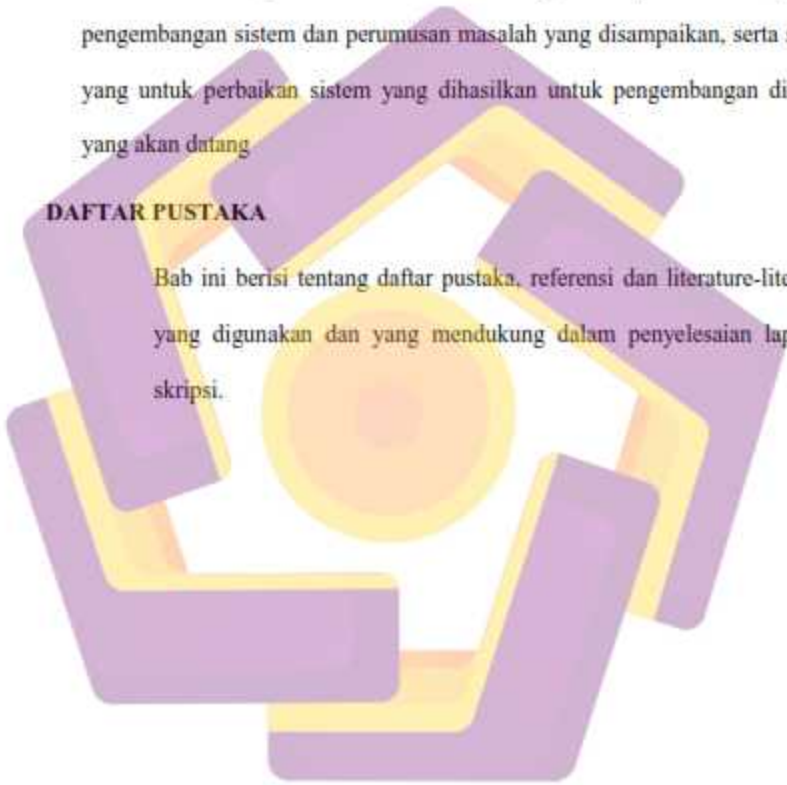 pengembangan sistem dan perumusan masalah yang disampaikan, serta
yang untuk perbaikan sistem yang dihasilkan untuk pengembangan di
yang akan datang
DAFTAR PUSTAKA
Bab ini berisi tentang daftar pustaka, referensi dan literature-lite
yang digunakan dan yang mendukung dalam penyelesaian lap
skripsi.